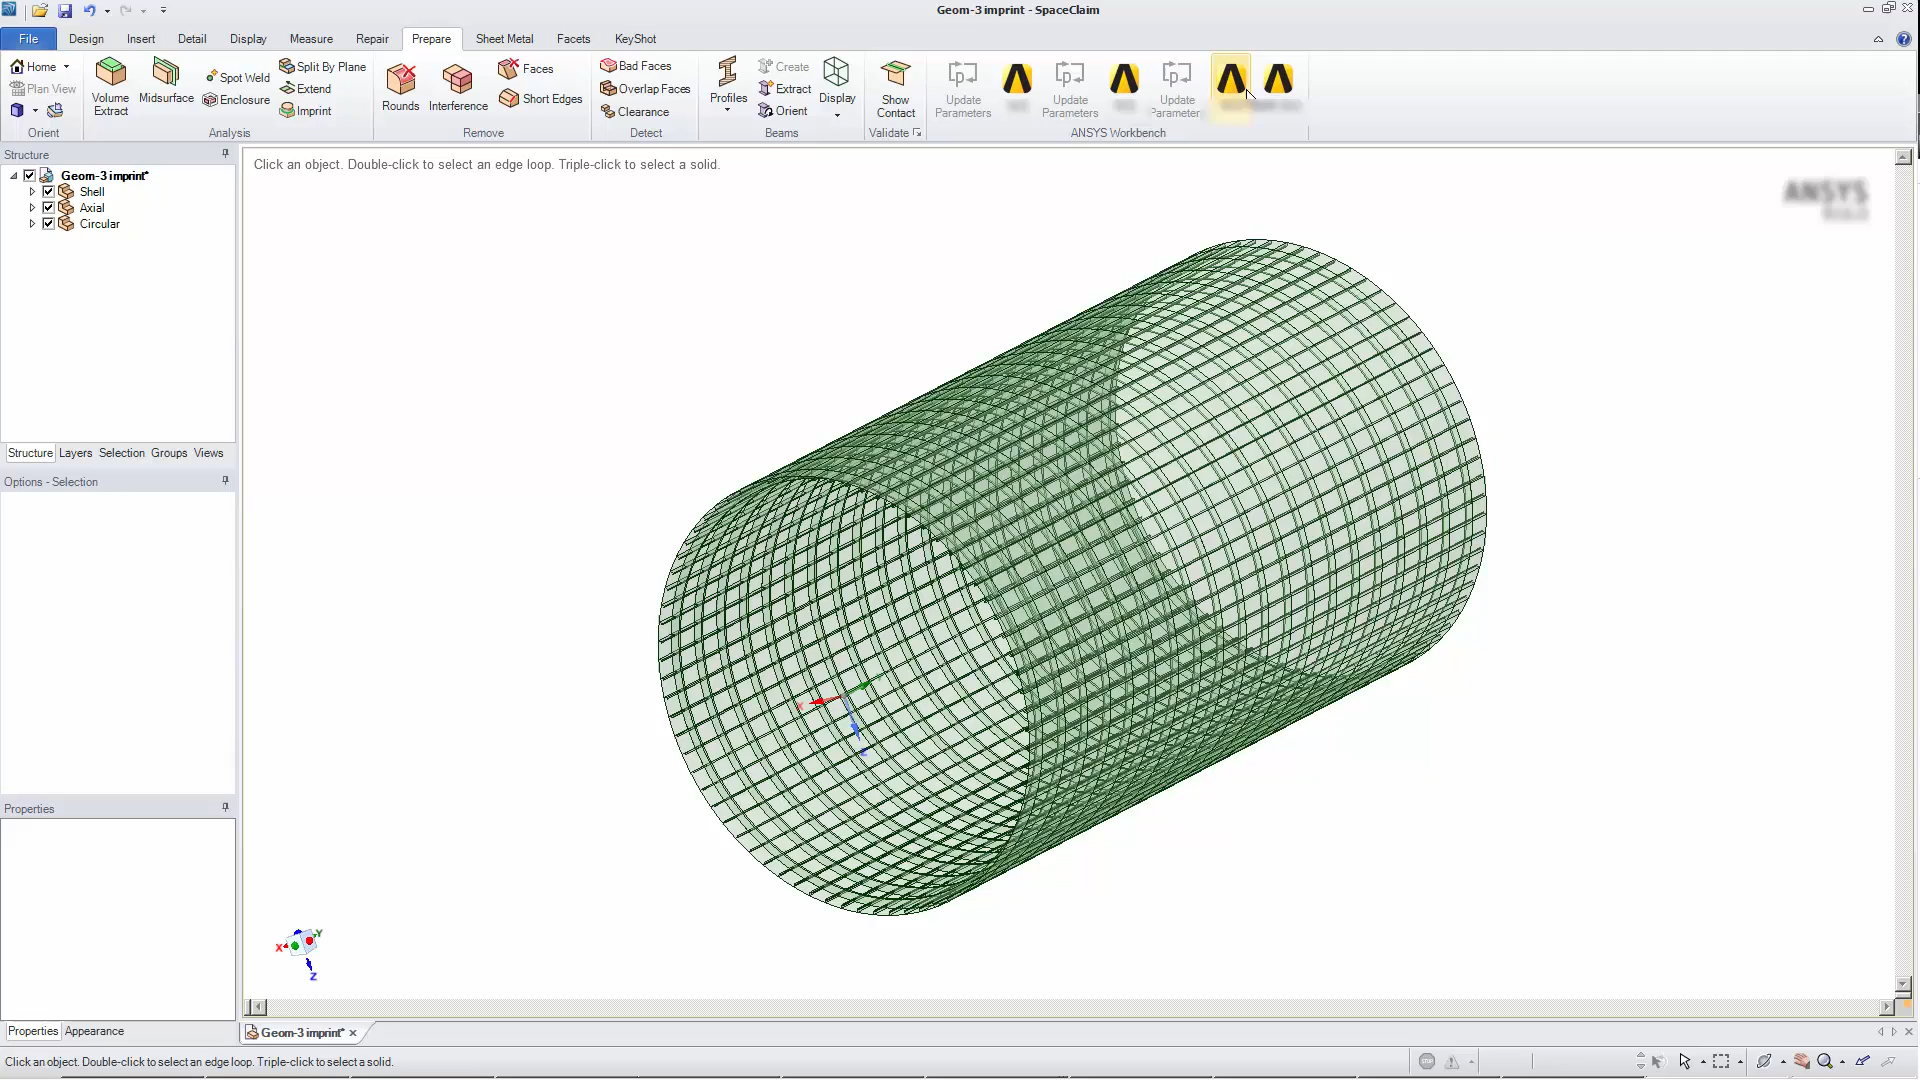 Geom-3 imprint - SpaceClaim
File Design Insert Detail Display Measure Repair Prepare Sheet Metal Facets KeyShot
Home
Plan View
Orient
Volume Extract
Midsurface
Spot Weld
Enclosure
Split By Plane
Extend
Imprint
Analysis
Rounds
Interference
Faces
Short Edges
Remove
Bad Faces
Overlap Faces
Clearance
Detect
Profiles
Create
Extract
Orient
Display
Beams
Show Contact
Validate
Update Parameters
Update Parameters
Update Parameter
ANSYS Workbench
Structure
Geom-3 imprint*
Shell
Axial
Circular
Structure Layers Selection Groups Views
Options - Selection
Properties
Properties Appearance
Click an object. Double-click to select an edge loop. Triple-click to select a solid.
ANSYS
X
Z
X
Y
Z
Geom-3 imprint*
Click an object. Double-click to select an edge loop. Triple-click to select a solid.